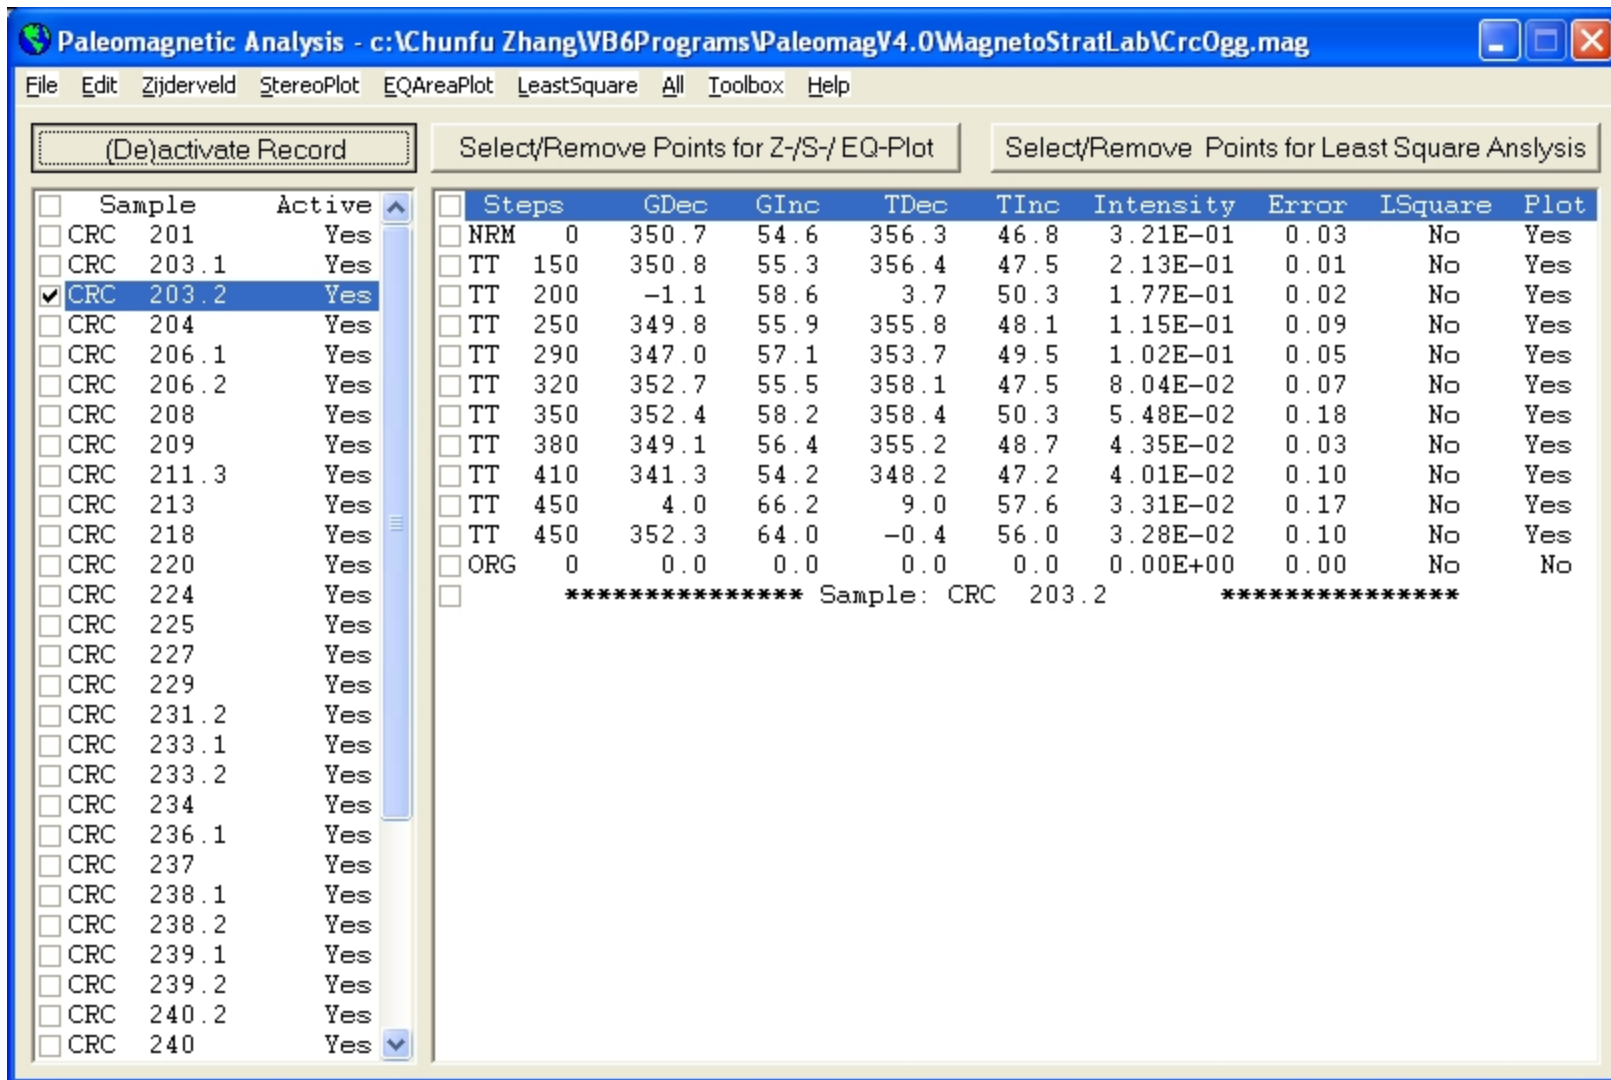 Paleomagnetic Analysis - c:\Chunfu Zhang\VB6Programs\PaleomagV4.0\MagnetoStratLab\CrcOgg.mag
File Edit Zijderveld StereoPlot EQAreaPlot LeastSquare All Toolbox Help
(De)activate Record
Select/Remove Points for Z-/S-/ EQ-Plot
Select/Remove Points for Least Square Anslysis
Sample Active
CRC 201 Yes
CRC 203.1 Yes
CRC 203.2 Yes
CRC 204 Yes
CRC 206.1 Yes
CRC 206.2 Yes
CRC 208 Yes
CRC 209 Yes
CRC 211.3 Yes
CRC 213 Yes
CRC 218 Yes
CRC 220 Yes
CRC 224 Yes
CRC 225 Yes
CRC 227 Yes
CRC 229 Yes
CRC 231.2 Yes
CRC 233.1 Yes
CRC 233.2 Yes
CRC 234 Yes
CRC 236.1 Yes
CRC 237 Yes
CRC 238.1 Yes
CRC 238.2 Yes
CRC 239.1 Yes
CRC 239.2 Yes
CRC 240.2 Yes
CRC 240 Yes
Steps GDec GInc TDec TInc Intensity Error LSquare Plot
NRM 0 350.7 54.6 356.3 46.8 3.21E-01 0.03 No Yes
TT 150 350.8 55.3 356.4 47.5 2.13E-01 0.01 No Yes
TT 200 -1.1 58.6 3.7 50.3 1.77E-01 0.02 No Yes
TT 250 349.8 55.9 355.8 48.1 1.15E-01 0.09 No Yes
TT 290 347.0 57.1 353.7 49.5 1.02E-01 0.05 No Yes
TT 320 352.7 55.5 358.1 47.5 8.04E-02 0.07 No Yes
TT 350 352.4 58.2 358.4 50.3 5.48E-02 0.18 No Yes
TT 380 349.1 56.4 355.2 48.7 4.35E-02 0.03 No Yes
TT 410 341.3 54.2 348.2 47.2 4.01E-02 0.10 No Yes
TT 450 4.0 66.2 9.0 57.6 3.31E-02 0.17 No Yes
TT 450 352.3 64.0 -0.4 56.0 3.28E-02 0.10 No Yes
ORG 0 0.0 0.0 0.0 0.0 0.00E+00 0.00 No No
*************** Sample: CRC 203.2 ***************